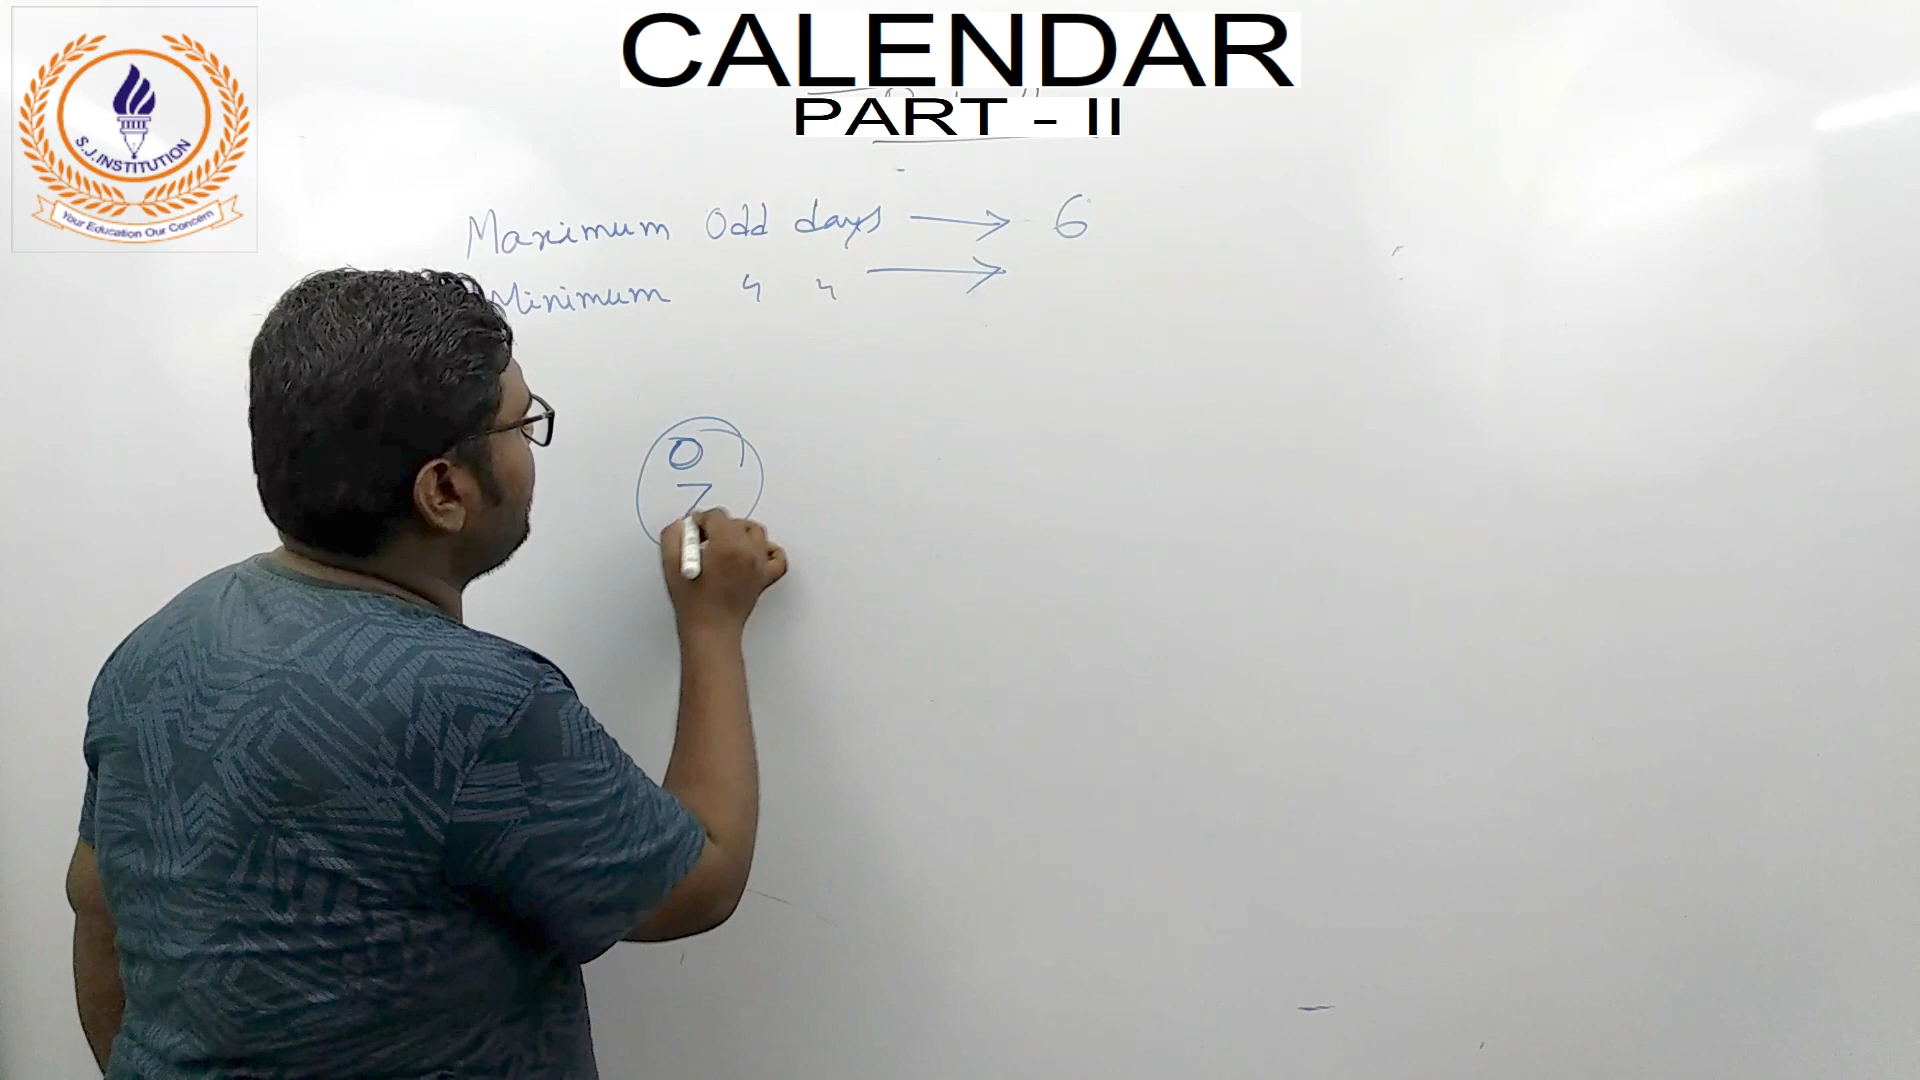 CALENDAR
PART - II
S.J.INSTITUTION
Your Education Our Concern
Maximum Odd days → 6
Minimum 〃 〃 →
0
7